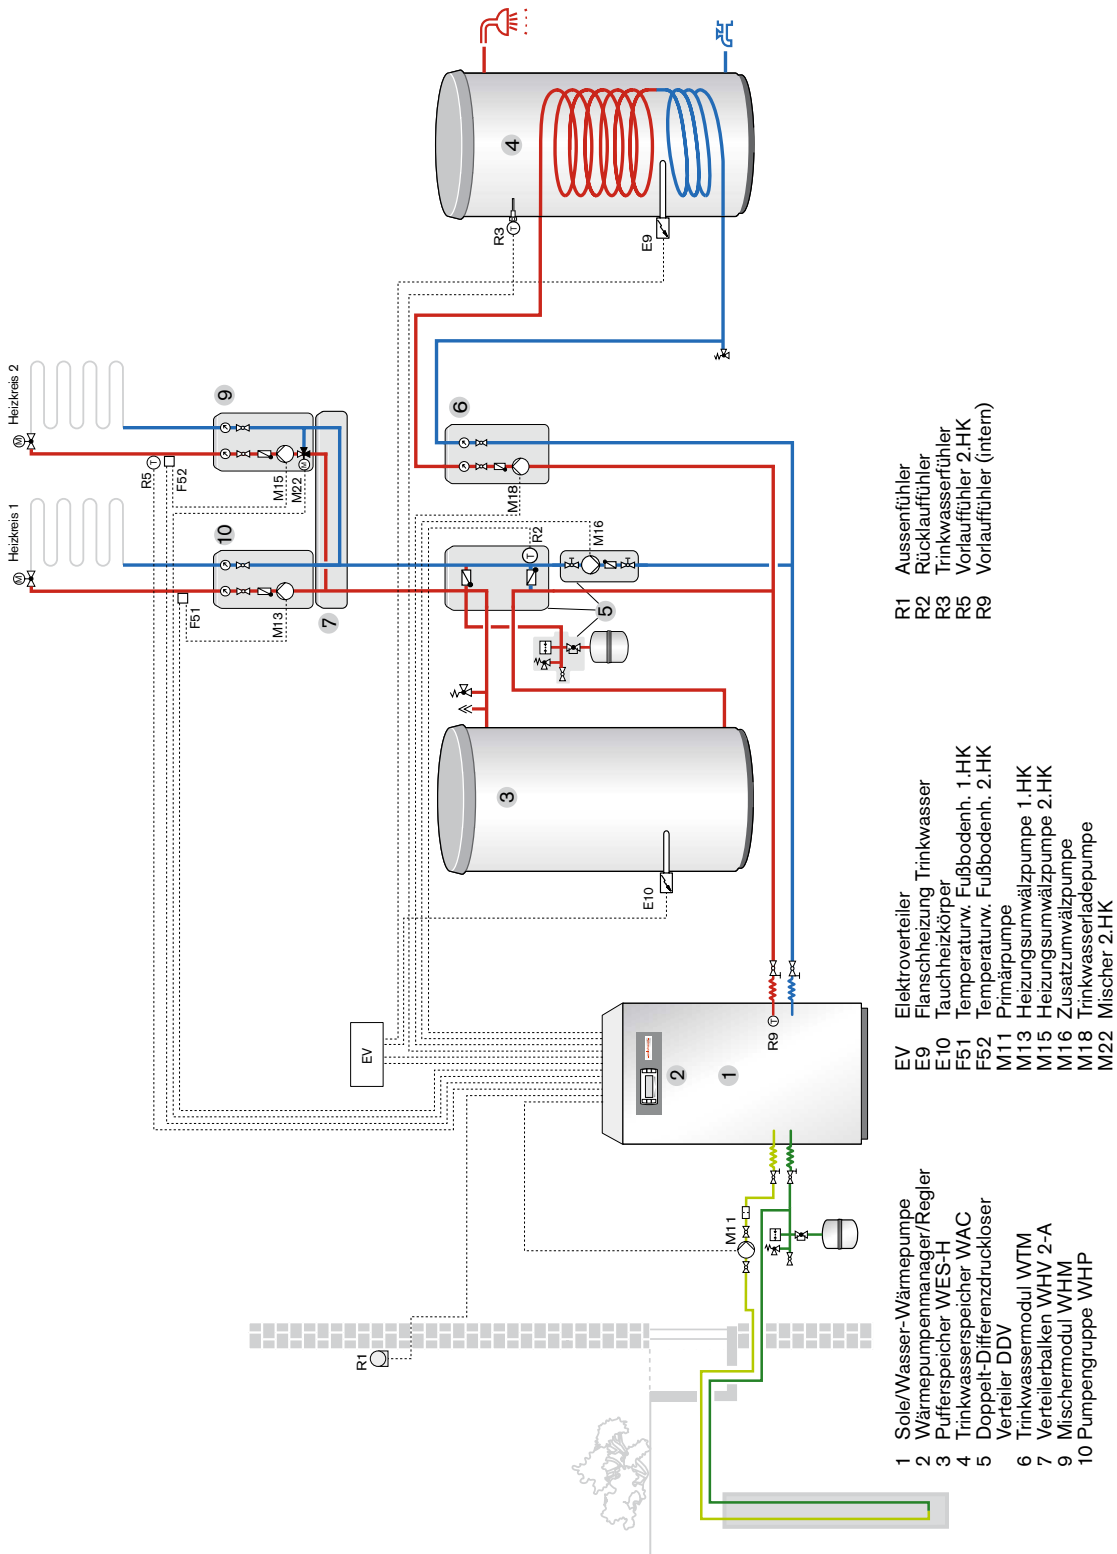 Heizkreis 1
Heizkreis 2
R5
F52
F51
M15
M22
M13
9
10
7
6
M18
R2
M16
5
R3
4
E9
3
E10
EV
2
1
R9
M11
R1
1 Sole/Wasser-Wärmepumpe
2 Wärmepumpenmanager/Regler
3 Pufferspeicher WES-H
4 Trinkwasserspeicher WAC
5 Doppelt-Differenzdruckloser
Verteiler DDV
6 Trinkwassermodul WTM
7 Verteilerbalken WHV 2-A
9 Mischermodul WHM
10 Pumpengruppe WHP
EV Elektroverteiler
E9 Flanschheizung Trinkwasser
E10 Tauchheizkörper
F51 Temperaturw. Fußbodenh. 1.HK
F52 Temperaturw. Fußbodenh. 2.HK
M11 Primärpumpe
M13 Heizungsumwälzpumpe 1.HK
M15 Heizungsumwälzpumpe 2.HK
M16 Zusatzumwälzpumpe
M18 Trinkwasserladepumpe
M22 Mischer 2.HK
R1 Aussenfühler
R2 Rücklauffühler
R3 Trinkwasserfühler
R5 Vorlauffühler 2.HK
R9 Vorlauffühler (intern)